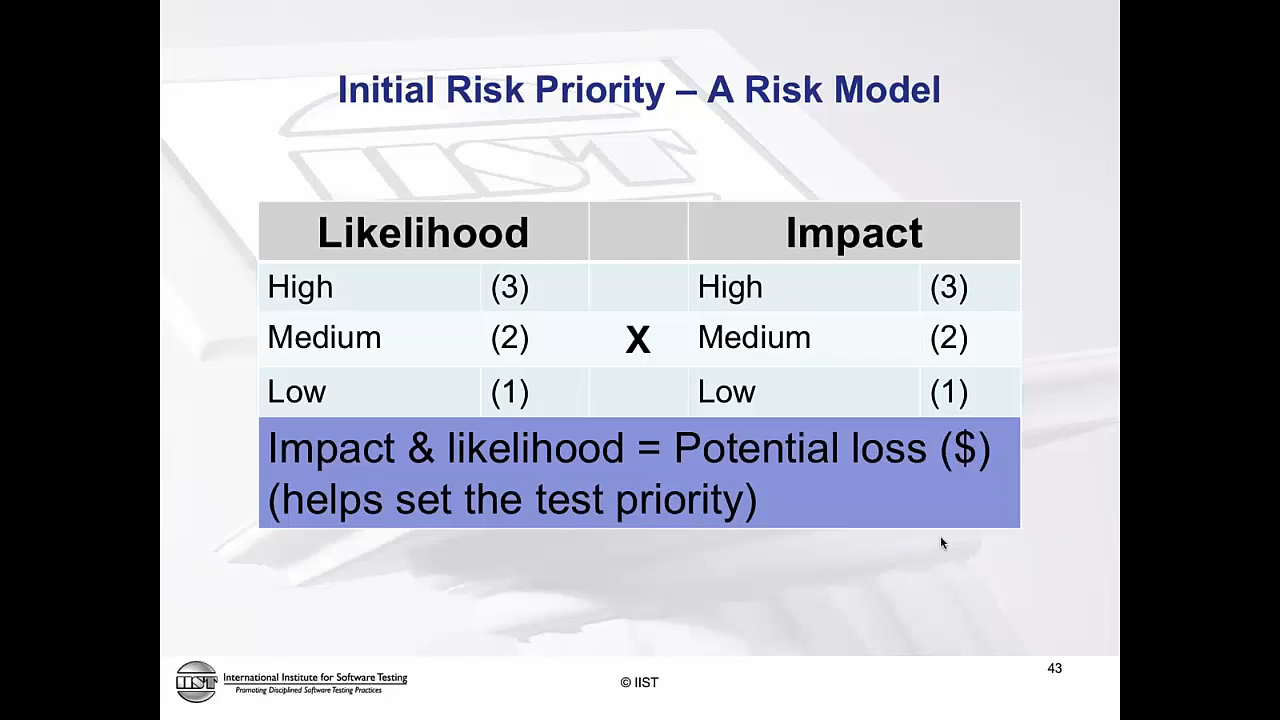 Initial Risk Priority – A Risk Model
IIST
Likelihood Impact
High (3) High (3)
Medium (2) X Medium (2)
Low (1) Low (1)
Impact & likelihood = Potential loss ($)
(helps set the test priority)
IIST International Institute for Software Testing
Promoting Disciplined Software Testing Practices
© IIST
43